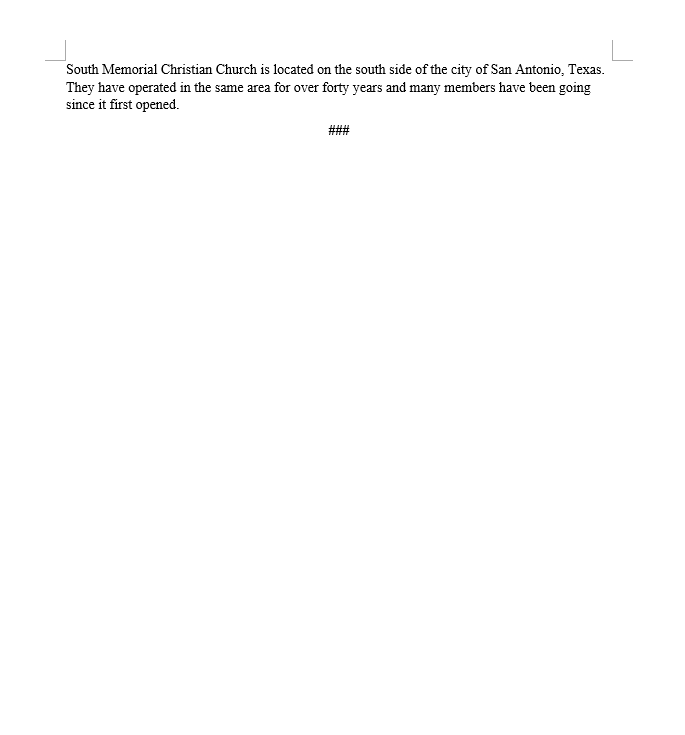 South Memorial Christian Church is located on the south side of the city of San Antonio, Texas.
They have operated in the same area for over forty years and many members have been going
since it first opened.
###